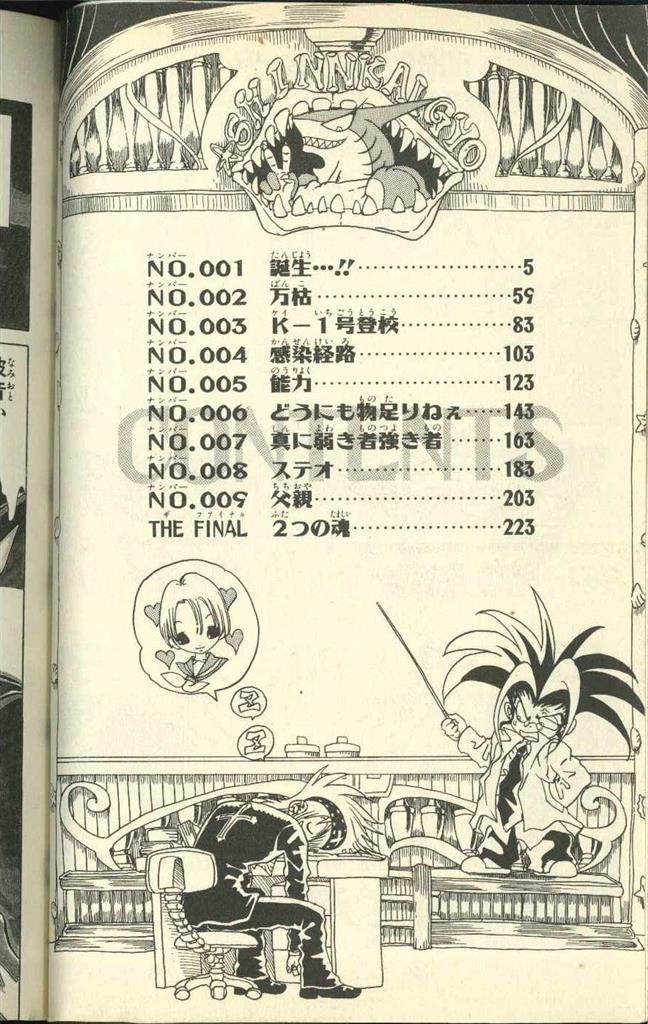 SHINNKAIGYO
NO.001 誕生…!! 5
NO.002 万枯 59
NO.003 K-1号登校 83
NO.004 感染経路 103
NO.005 能力 123
NO.006 どうにも物足りねぇ 143
NO.007 真に弱き者強き者 163
NO.008 ステオ 183
NO.009 父親 203
THE FINAL 2つの魂 223
CONTENTS
Z
Z